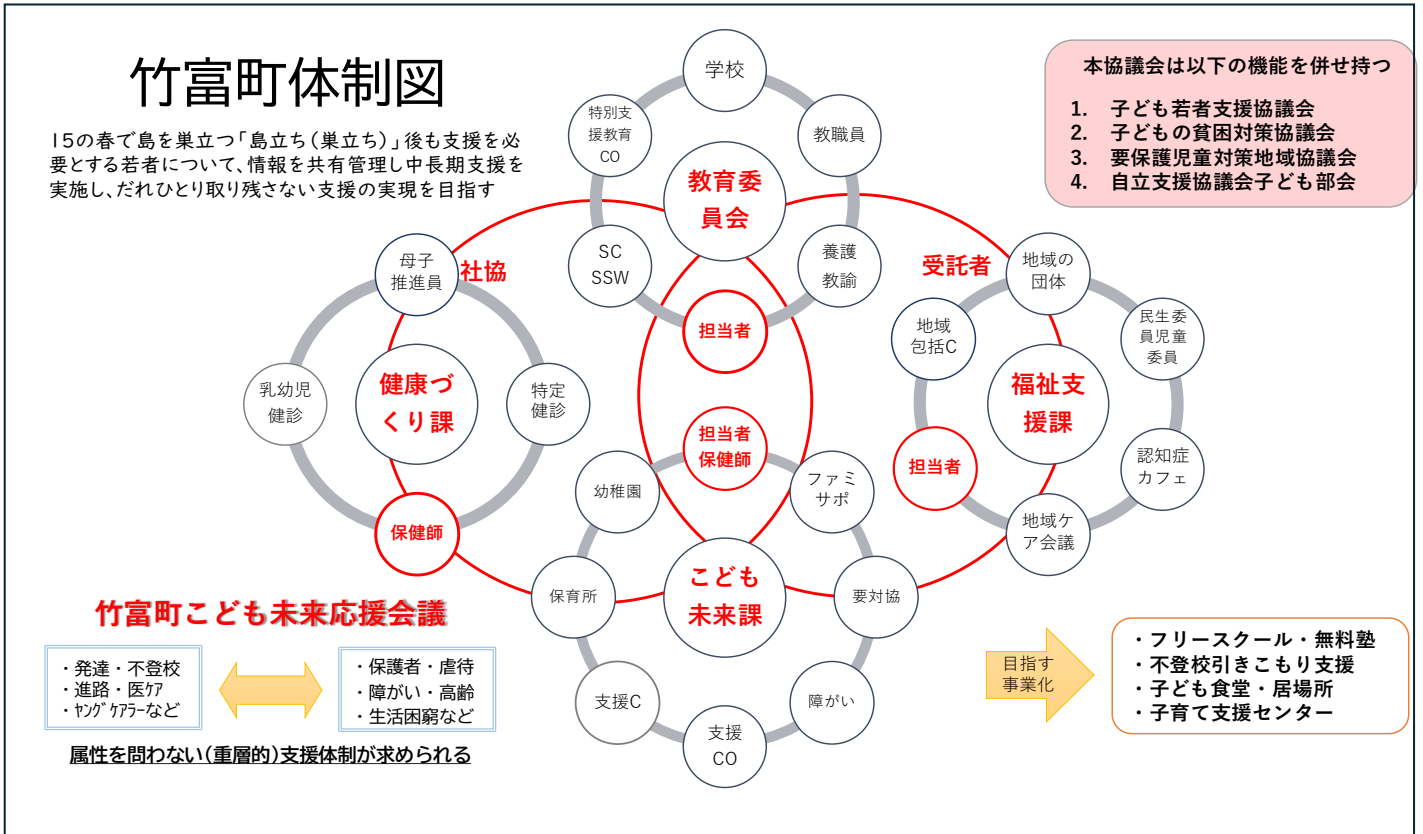 竹富町体制図
15の春で島を巣立つ「島立ち(巣立ち)」後も支援を必
要とする若者について、情報を共有管理し中長期支援を
実施し、だれひとり取り残さない支援の実現を目指す
本協議会は以下の機能を併せ持つ
1. 子ども若者支援協議会
2. 子どもの貧困対策協議会
3. 要保護児童対策地域協議会
4. 自立支援協議会子ども部会
学校
特別支
援教育
CO
教職員
教育委
員会
SC
SSW
養護
教諭
担当者
社協
母子
推進員
乳幼児
健診
健康づ
くり課
特定
健診
保健師
受託者
地域の
団体
地域
包括C
民生委
員児童
委員
福祉支
援課
担当者
認知症
カフェ
地域ケ
ア会議
担当者
保健師
幼稚園
ファミ
サポ
保育所
こども
未来課
要対協
支援C
支援
CO
障がい
竹富町こども未来応援会議
・発達・不登校
・進路・医ケア
・ﾔﾝｸﾞｹｱﾗｰなど
・保護者・虐待
・障がい・高齢
・生活困窮など
属性を問わない(重層的)支援体制が求められる
目指す
事業化
・フリースクール・無料塾
・不登校引きこもり支援
・子ども食堂・居場所
・子育て支援センター